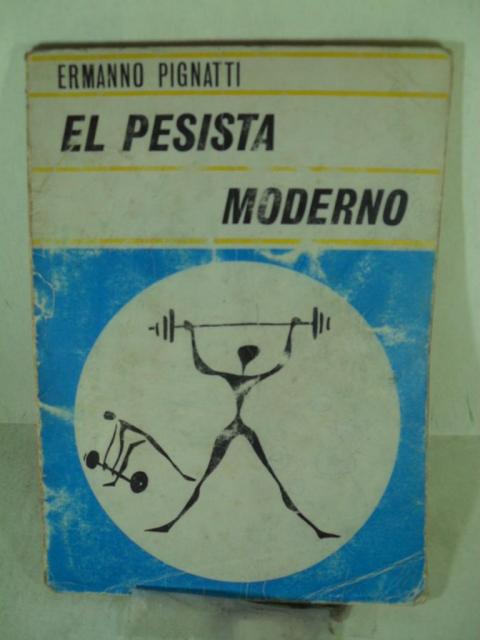 ERMANNO PIGNATTI
EL PESISTA
MODERNO